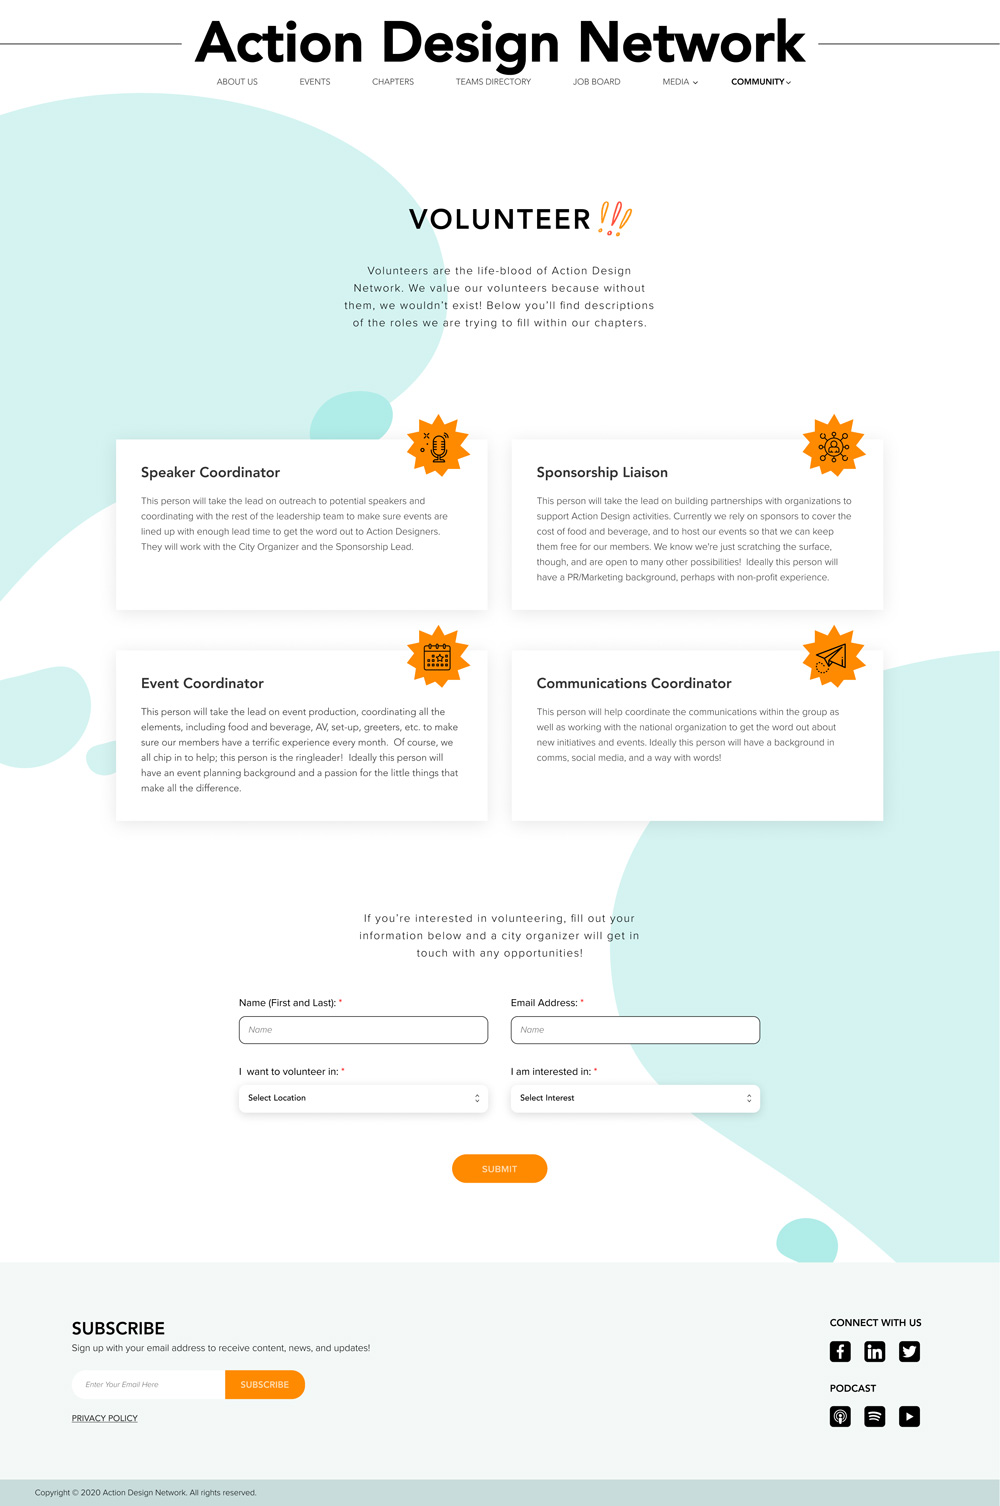 Action Design Network
ABOUT US
EVENTS
CHAPTERS
TEAMS DIRECTORY
JOB BOARD
MEDIA
COMMUNITY
VOLUNTEER!!!
Volunteers are the life-blood of Action Design
Network. We value our volunteers because without
them, we wouldn't exist! Below you'll find descriptions
of the roles we are trying to fill within our chapters.
Speaker Coordinator
This person will take the lead on outreach to potential speakers and
coordinating with the rest of the leadership team to make sure events are
lined up with enough lead time to get the word out to Action Designers.
They will work with the City Organizer and the Sponsorship Lead.
Sponsorship Liaison
This person will take the lead on building partnerships with organizations to
support Action Design activities. Currently we rely on sponsors to cover the
cost of food and beverage, and to host our events so that we can keep
them free for our members. We know we're just scratching the surface,
though, and are open to many other possibilities! Ideally this person will
have a PR/Marketing background, perhaps with non-profit experience.
Event Coordinator
This person will take the lead on event production, coordinating all the
elements, including food and beverage, AV, set-up, greeters, etc. to make
sure our members have a terrific experience every month. Of course, we
all chip in to help; this person is the ringleader! Ideally this person will
have an event planning background and a passion for the little things that
make all the difference.
Communications Coordinator
This person will help coordinate the communications within the group as
well as working with the national organization to get the word out about
new initiatives and events. Ideally this person will have a background in
comms, social media, and a way with words!
If you're interested in volunteering, fill out your
information below and a city organizer will get in
touch with any opportunities!
Name (First and Last): *
Name
Email Address: *
Name
I want to volunteer in: *
Select Location
I am interested in: *
Select Interest
SUBMIT
SUBSCRIBE
Sign up with your email address to receive content, news, and updates!
Enter Your Email Here
SUBSCRIBE
PRIVACY POLICY
CONNECT WITH US
PODCAST
Copyright © 2020 Action Design Network. All rights reserved.